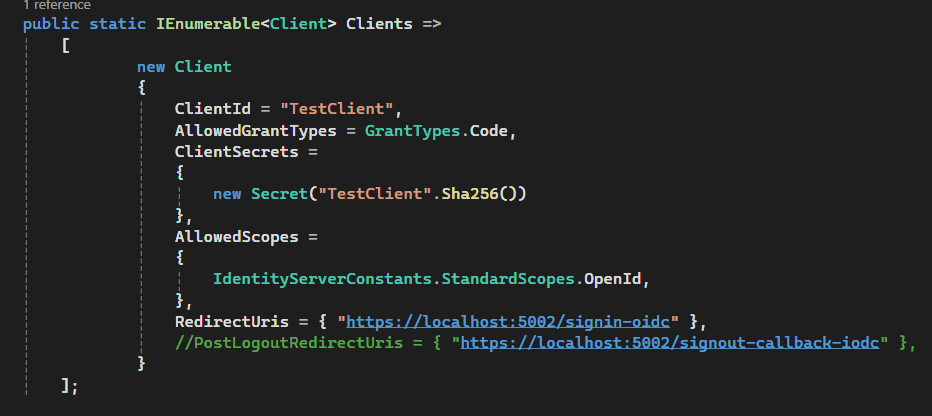 1 reference
public static IEnumerable<Client> Clients =>
[
new Client
{
ClientId = "TestClient",
AllowedGrantTypes = GrantTypes.Code,
ClientSecrets =
{
new Secret("TestClient".Sha256())
},
AllowedScopes =
{
IdentityServerConstants.StandardScopes.OpenId,
},
RedirectUris = { "https://localhost:5002/signin-oidc" },
//PostLogoutRedirectUris = { "https://localhost:5002/signout-callback-iodc" },
}
];